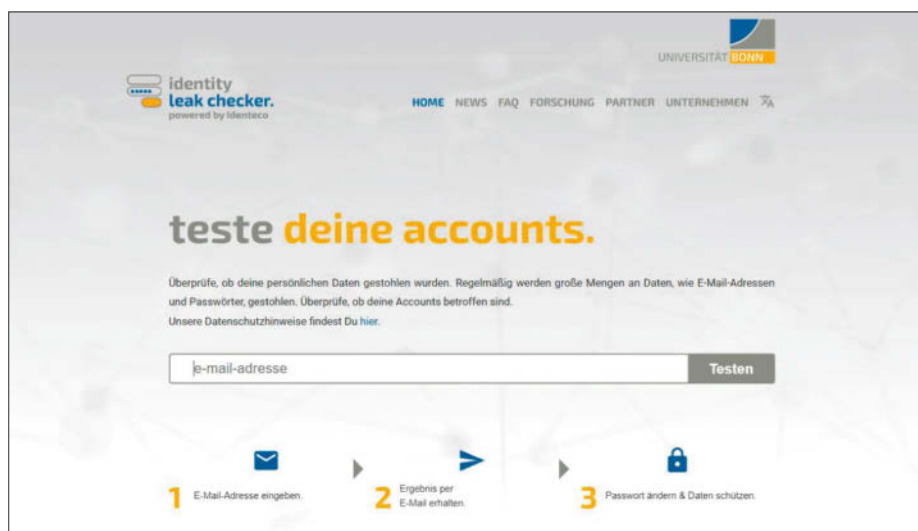 UNIVERSITÄT BONN
identity
leak checker.
powered by Identeco
HOME NEWS FAQ FORSCHUNG PARTNER UNTERNEHMEN
teste deine accounts.
Überprüfe, ob deine persönlichen Daten gestohlen wurden. Regelmäßig werden große Mengen an Daten, wie E-Mail-Adressen
und Passwörter, gestohlen. Überprüfe, ob deine Accounts betroffen sind.
Unsere Datenschutzhinweise findest Du hier.
e-mail-adresse Testen
1 E-Mail-Adresse eingeben.
2 Ergebnis per
E-Mail erhalten.
3 Passwort ändern & Daten schützen.